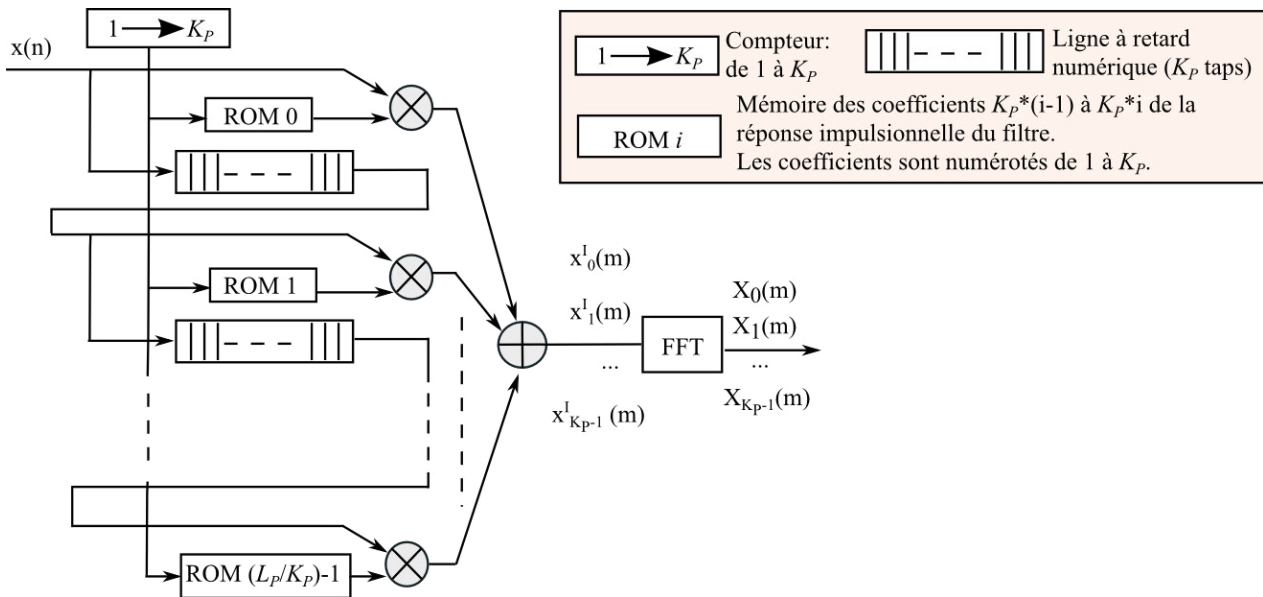 1 → K_P
x(n)
ROM 0
ROM 1
ROM (L_P/K_P)-1
x^I_0(m)
x^I_1(m)
...
x^I_{K_P-1} (m)
FFT
X_0(m)
X_1(m)
...
X_{K_P-1}(m)
1 → K_P
Compteur:
de 1 à K_P
Ligne à retard
numérique (K_P taps)
ROM i
Mémoire des coefficients K_P*(i-1) à K_P*i de la
réponse impulsionnelle du filtre.
Les coefficients sont numérotés de 1 à K_P.